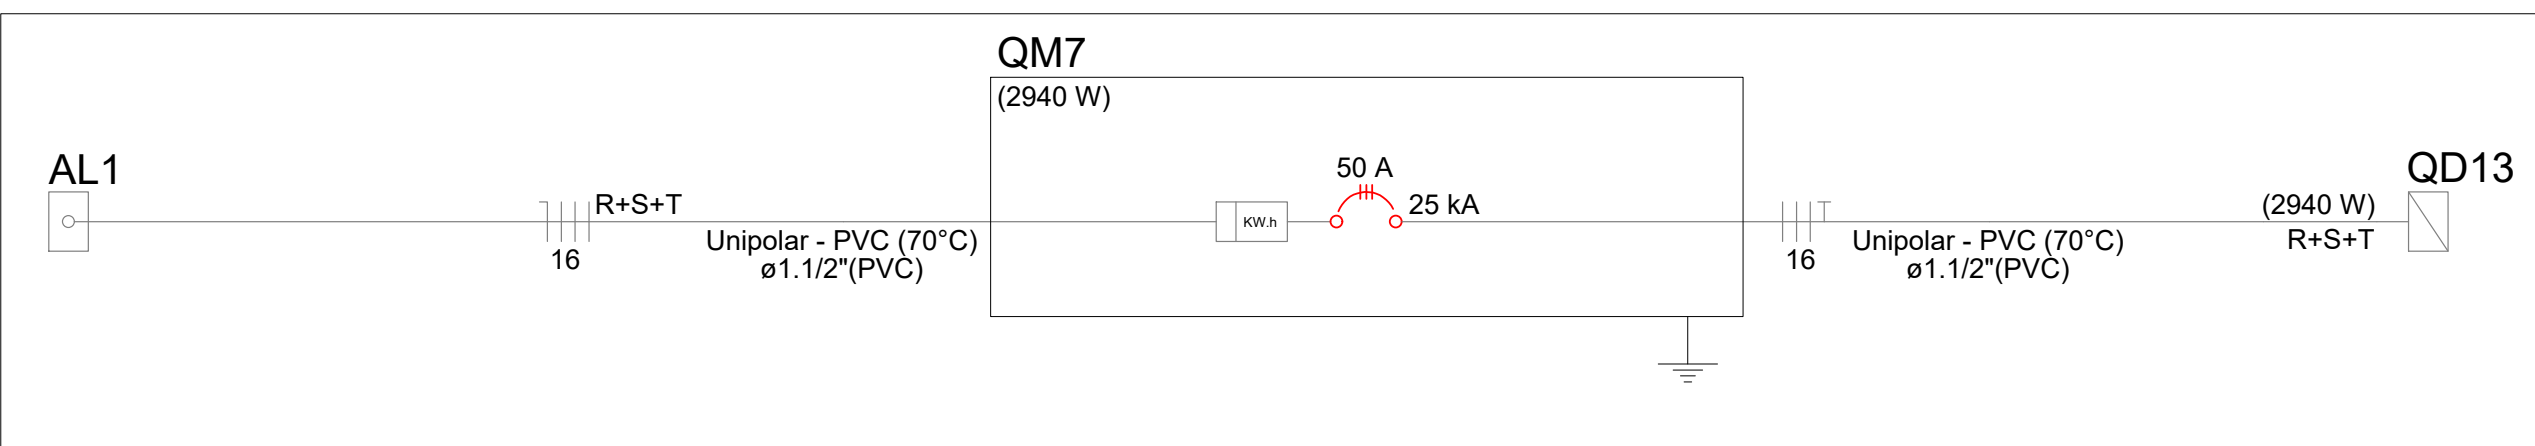 QM7
(2940 W)
AL1
R+S+T
16
Unipolar - PVC (70°C)
ø1.1/2"(PVC)
KW.h
50 A
25 kA
16
Unipolar - PVC (70°C)
ø1.1/2"(PVC)
QD13
(2940 W)
R+S+T